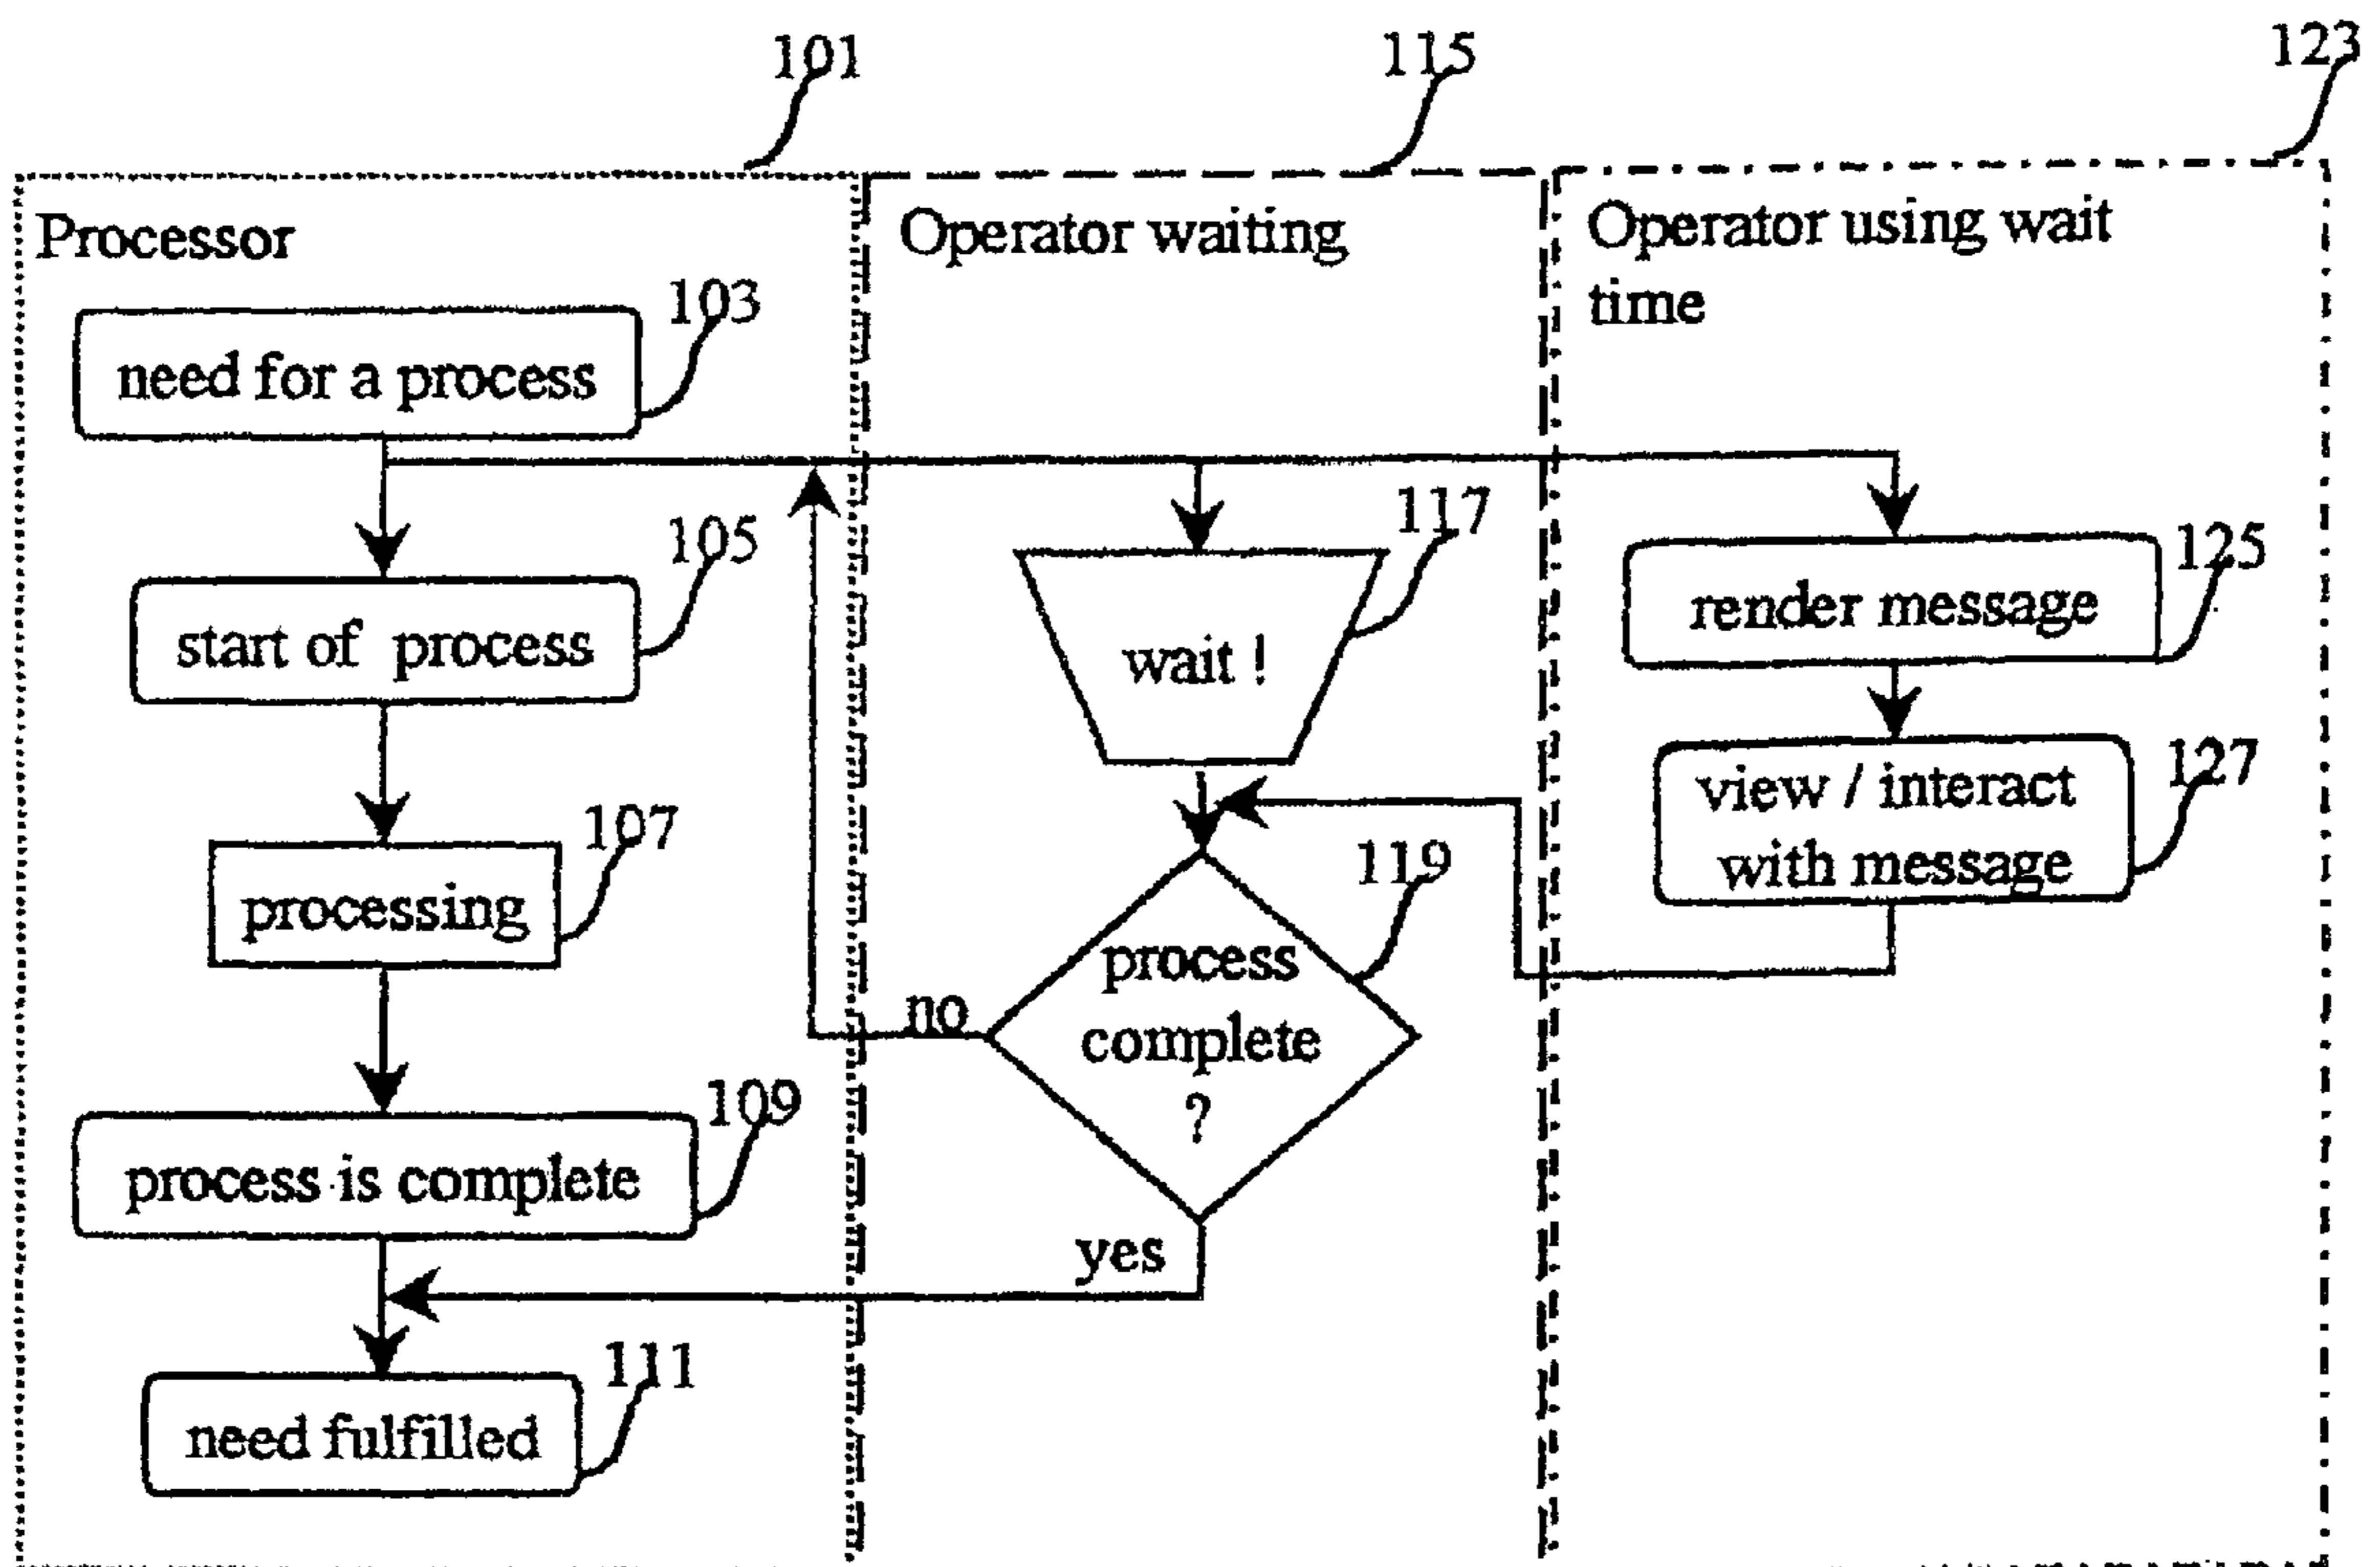 101
115
123
Processor
Operator waiting
Operator using wait
time
103
need for a process
105
start of process
117
wait !
125
render message
107
processing
119
process
complete
?
no
yes
127
view / interact
with message
109
process is complete
111
need fulfilled